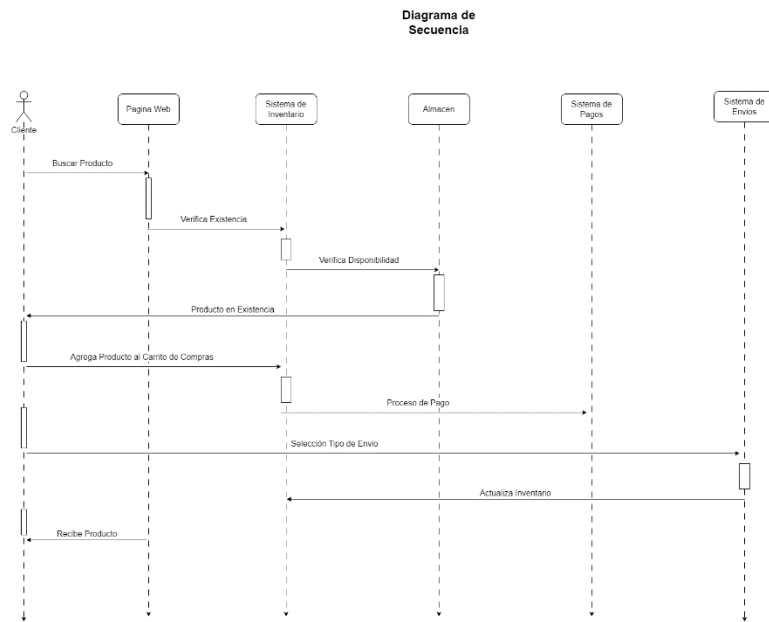 Diagrama de
Secuencia
Cliente
Pagina Web
Sistema de
Inventario
Almacen
Sistema de
Pagos
Sistema de
Envios
Buscar Producto
Verifica Existencia
Verifica Disponibilidad
Producto en Existencia
Agrega Producto al Carrito de Compras
Proceso de Pago
Selección Tipo de Envio
Actualiza Inventario
Recibe Producto